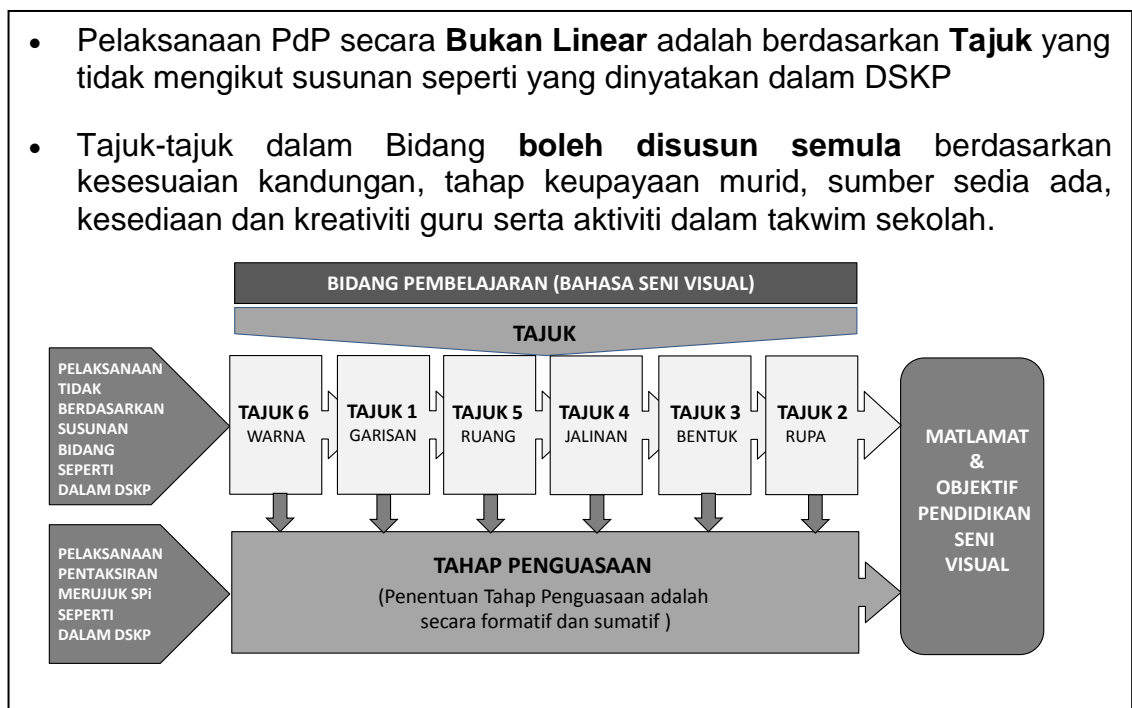 • Pelaksanaan PdP secara Bukan Linear adalah berdasarkan Tajuk yang
tidak mengikut susunan seperti yang dinyatakan dalam DSKP
• Tajuk-tajuk dalam Bidang boleh disusun semula berdasarkan
kesesuaian kandungan, tahap keupayaan murid, sumber sedia ada,
kesediaan dan kreativiti guru serta aktiviti dalam takwim sekolah.
BIDANG PEMBELAJARAN (BAHASA SENI VISUAL)
TAJUK
PELAKSANAAN
TIDAK
BERDASARKAN
SUSUNAN
BIDANG
SEPERTI
DALAM DSKP
TAJUK 6
WARNA
TAJUK 1
GARISAN
TAJUK 5
RUANG
TAJUK 4
JALINAN
TAJUK 3
BENTUK
TAJUK 2
RUPA
MATLAMAT
&
OBJEKTIF
PENDIDIKAN
SENI
VISUAL
PELAKSANAAN
PENTAKSIRAN
MERUJUK SPi
SEPERTI
DALAM DSKP
TAHAP PENGUASAAN
(Penentuan Tahap Penguasaan adalah
secara formatif dan sumatif )